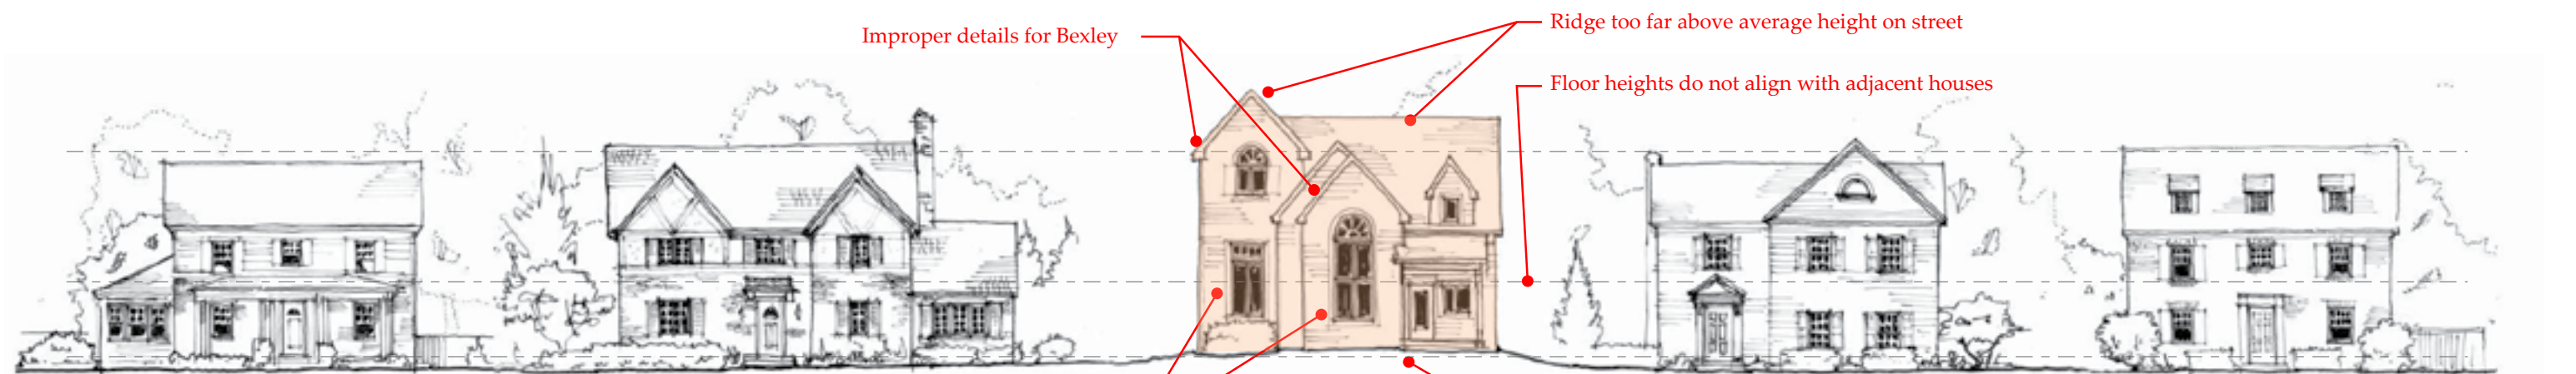 Ridge too far above average height on street
Improper details for Bexley
Floor heights do not align with adjacent houses